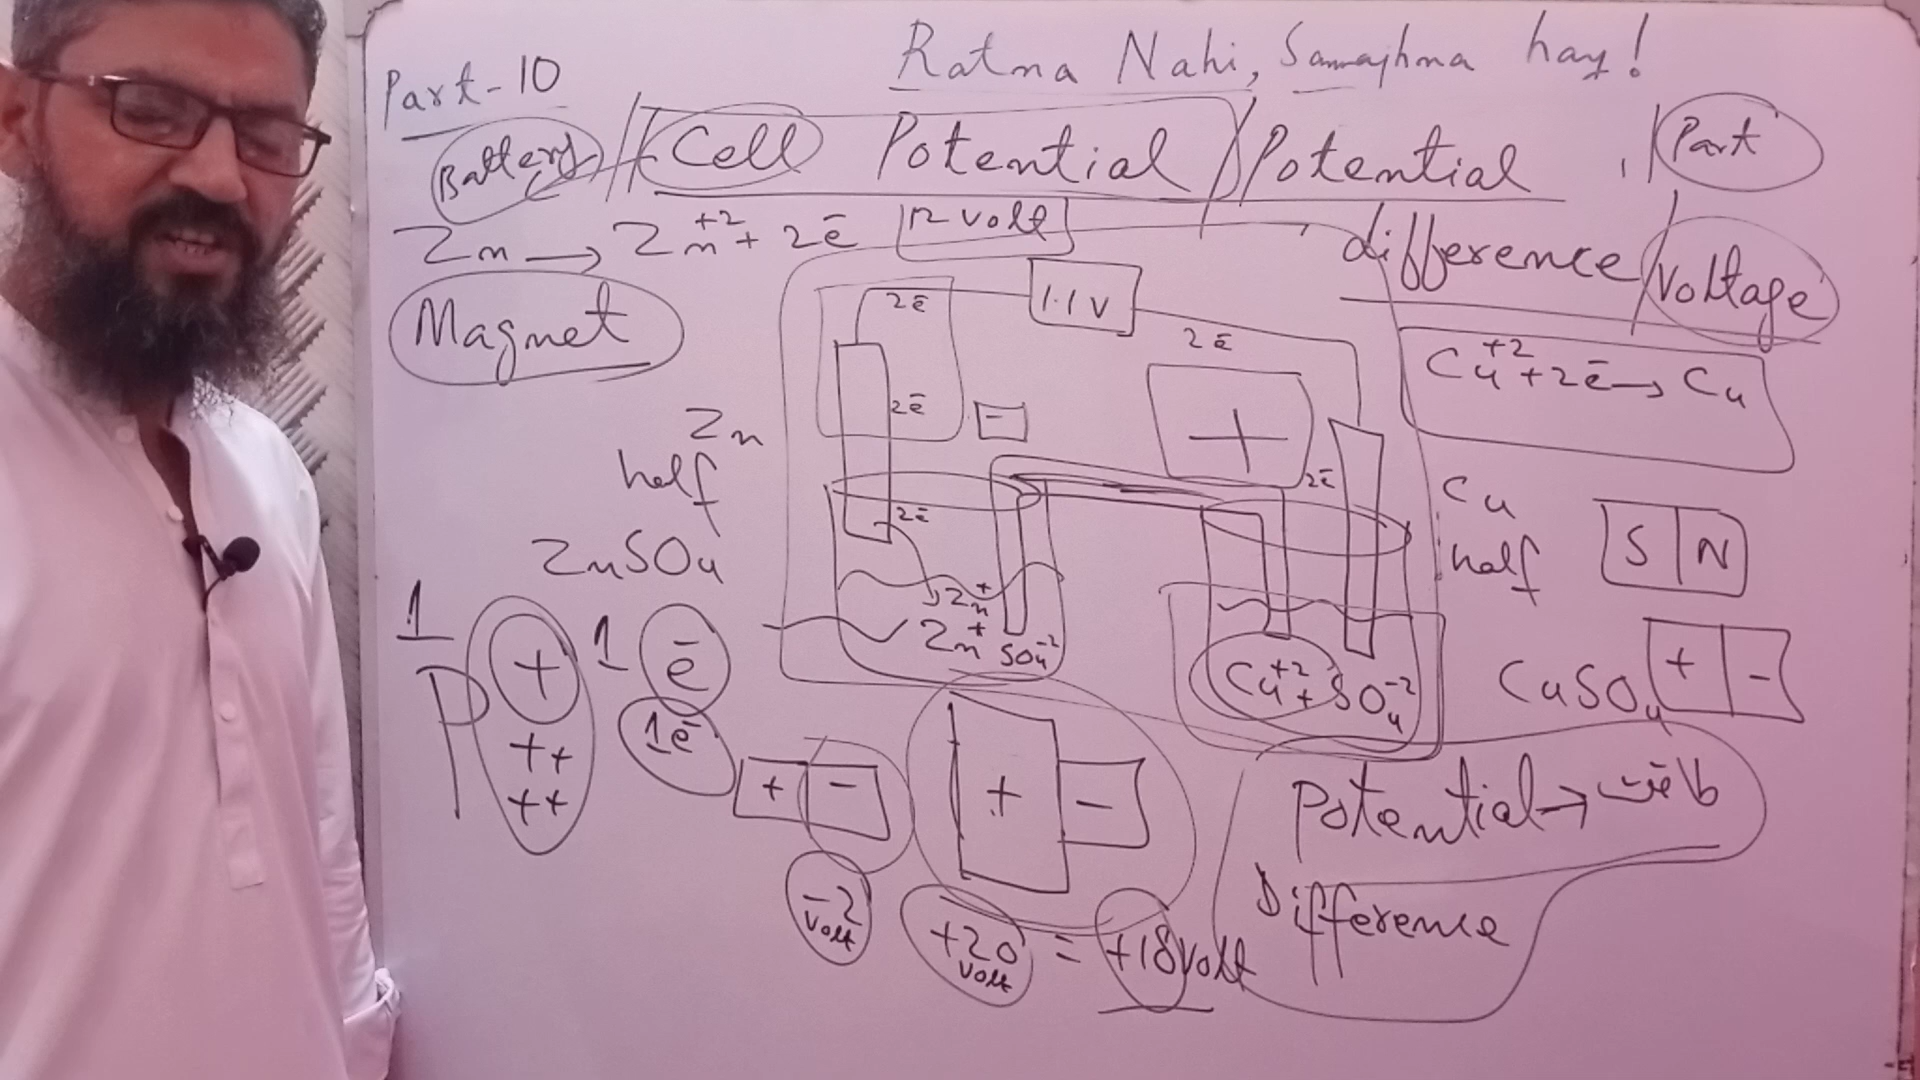 Part-10
Ratna Nahi, Samajhna hay!
Battery // Cell Potential / Potential , / Part
difference / Voltage
Zn → Zn+2 + 2ē
12 volt
Magnet
2ē
1.1 V
2ē
Cu+2 + 2ē → Cu
2ē
-
+
Zn
half
ZnSO4
2ē
2ē
Cu
half
S N
Zn+
Zn+ SO4-2
Cu+2 + SO4-2
CuSO4
+ -
1
P
+
++
++
1 ē
1ē
+ -
+ -
-2
volt
+20
volt
= +18 volt
Potential → طاقت
Difference